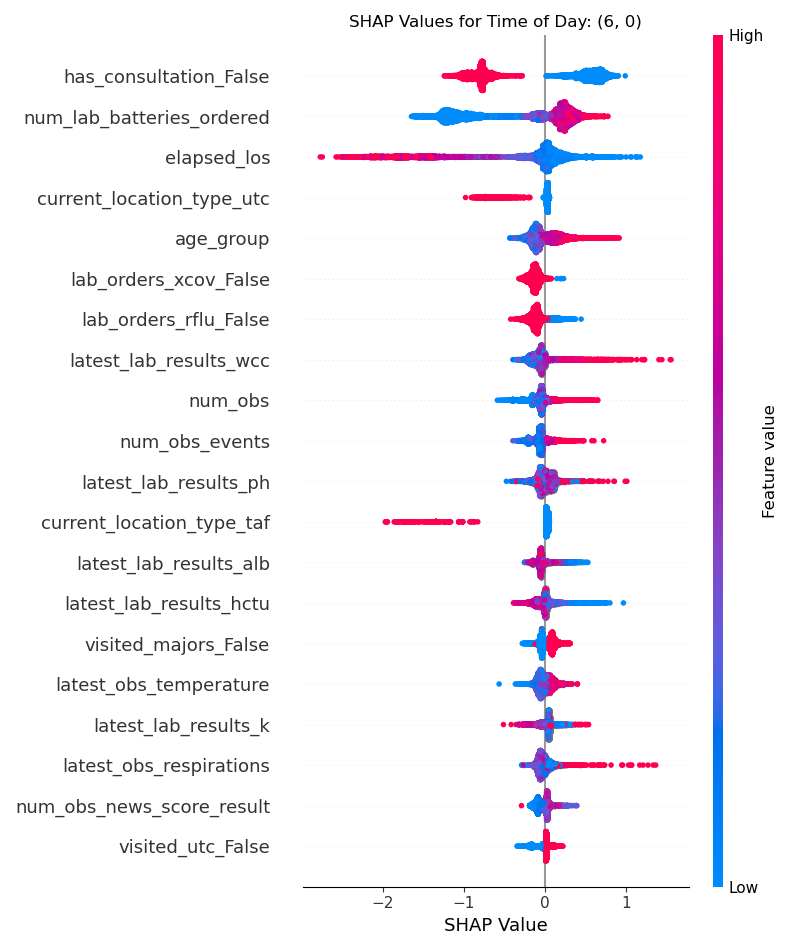 SHAP Values for Time of Day: (6, 0)
High
has_consultation_False
num_lab_batteries_ordered
elapsed_los
current_location_type_utc
age_group
lab_orders_xcov_False
lab_orders_rflu_False
latest_lab_results_wcc
num_obs
num_obs_events
latest_lab_results_ph
current_location_type_taf
latest_lab_results_alb
latest_lab_results_hctu
visited_majors_False
latest_obs_temperature
latest_lab_results_k
latest_obs_respirations
num_obs_news_score_result
visited_utc_False
Feature value
Low
−2 −1 0 1
SHAP Value